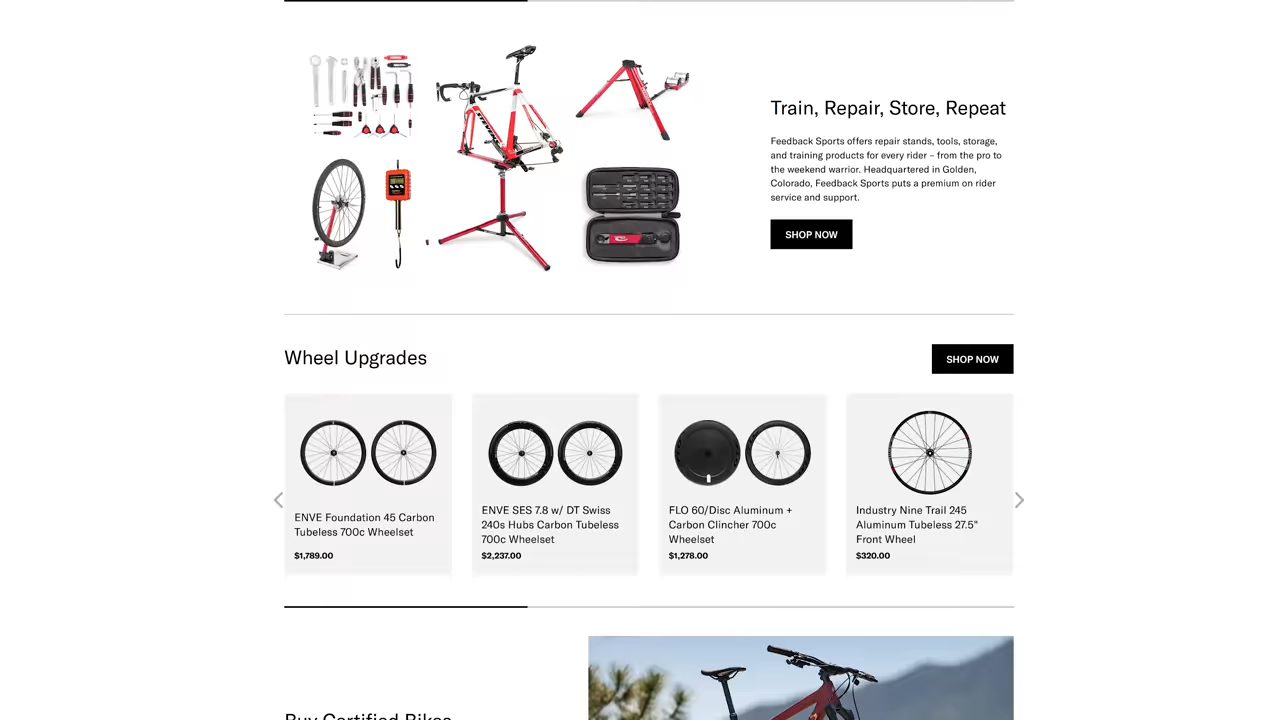 Train, Repair, Store, Repeat
Feedback Sports offers repair stands, tools, storage,
and training products for every rider – from the pro to
the weekend warrior. Headquartered in Golden,
Colorado, Feedback Sports puts a premium on rider
service and support.
SHOP NOW
Wheel Upgrades
SHOP NOW
ENVE Foundation 45 Carbon
Tubeless 700c Wheelset
$1,789.00
ENVE SES 7.8 w/ DT Swiss
240s Hubs Carbon Tubeless
700c Wheelset
$2,237.00
FLO 60/Disc Aluminum +
Carbon Clincher 700c
Wheelset
$1,278.00
Industry Nine Trail 245
Aluminum Tubeless 27.5"
Front Wheel
$320.00
Buy Certified Bikes